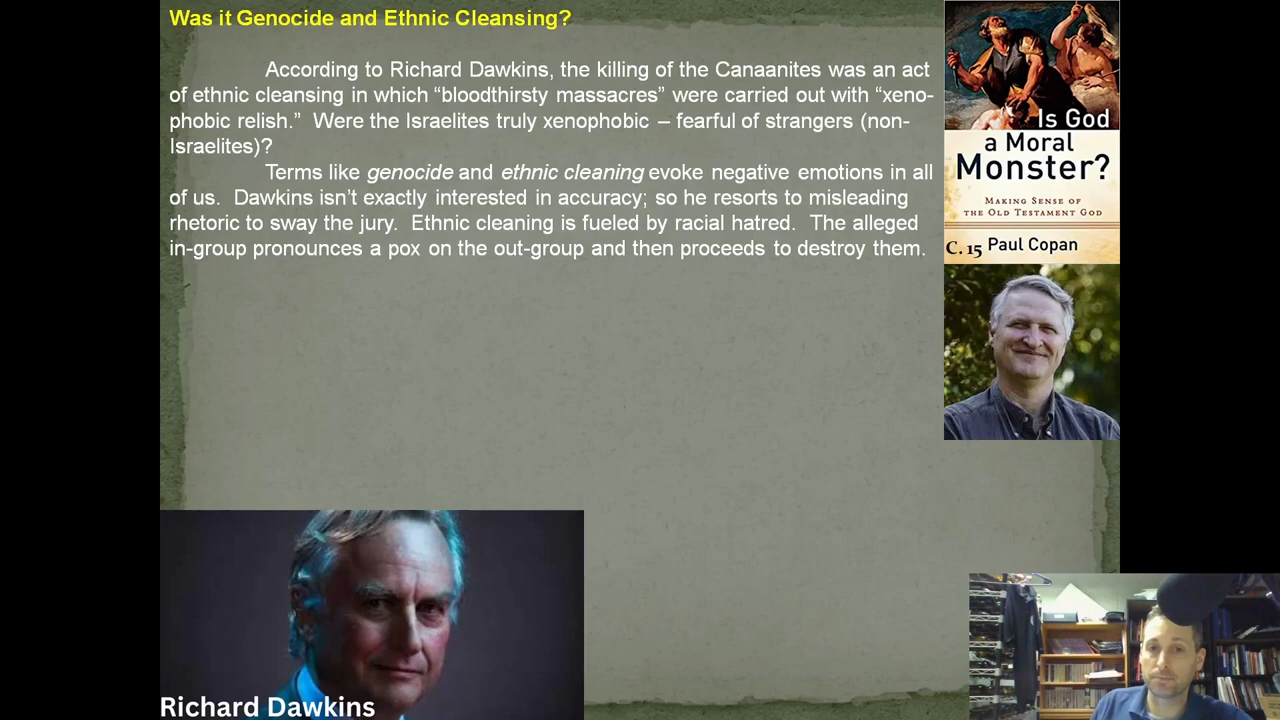 Was it Genocide and Ethnic Cleansing?
According to Richard Dawkins, the killing of the Canaanites was an act
of ethnic cleansing in which “bloodthirsty massacres” were carried out with “xeno-
phobic relish.” Were the Israelites truly xenophobic – fearful of strangers (non-
Israelites)?
Terms like genocide and ethnic cleaning evoke negative emotions in all
of us. Dawkins isn’t exactly interested in accuracy; so he resorts to misleading
rhetoric to sway the jury. Ethnic cleaning is fueled by racial hatred. The alleged
in-group pronounces a pox on the out-group and then proceeds to destroy them.
Is God
a Moral
Monster?
MAKING SENSE OF
THE OLD TESTAMENT GOD
C. 15 Paul Copan
Richard Dawkins